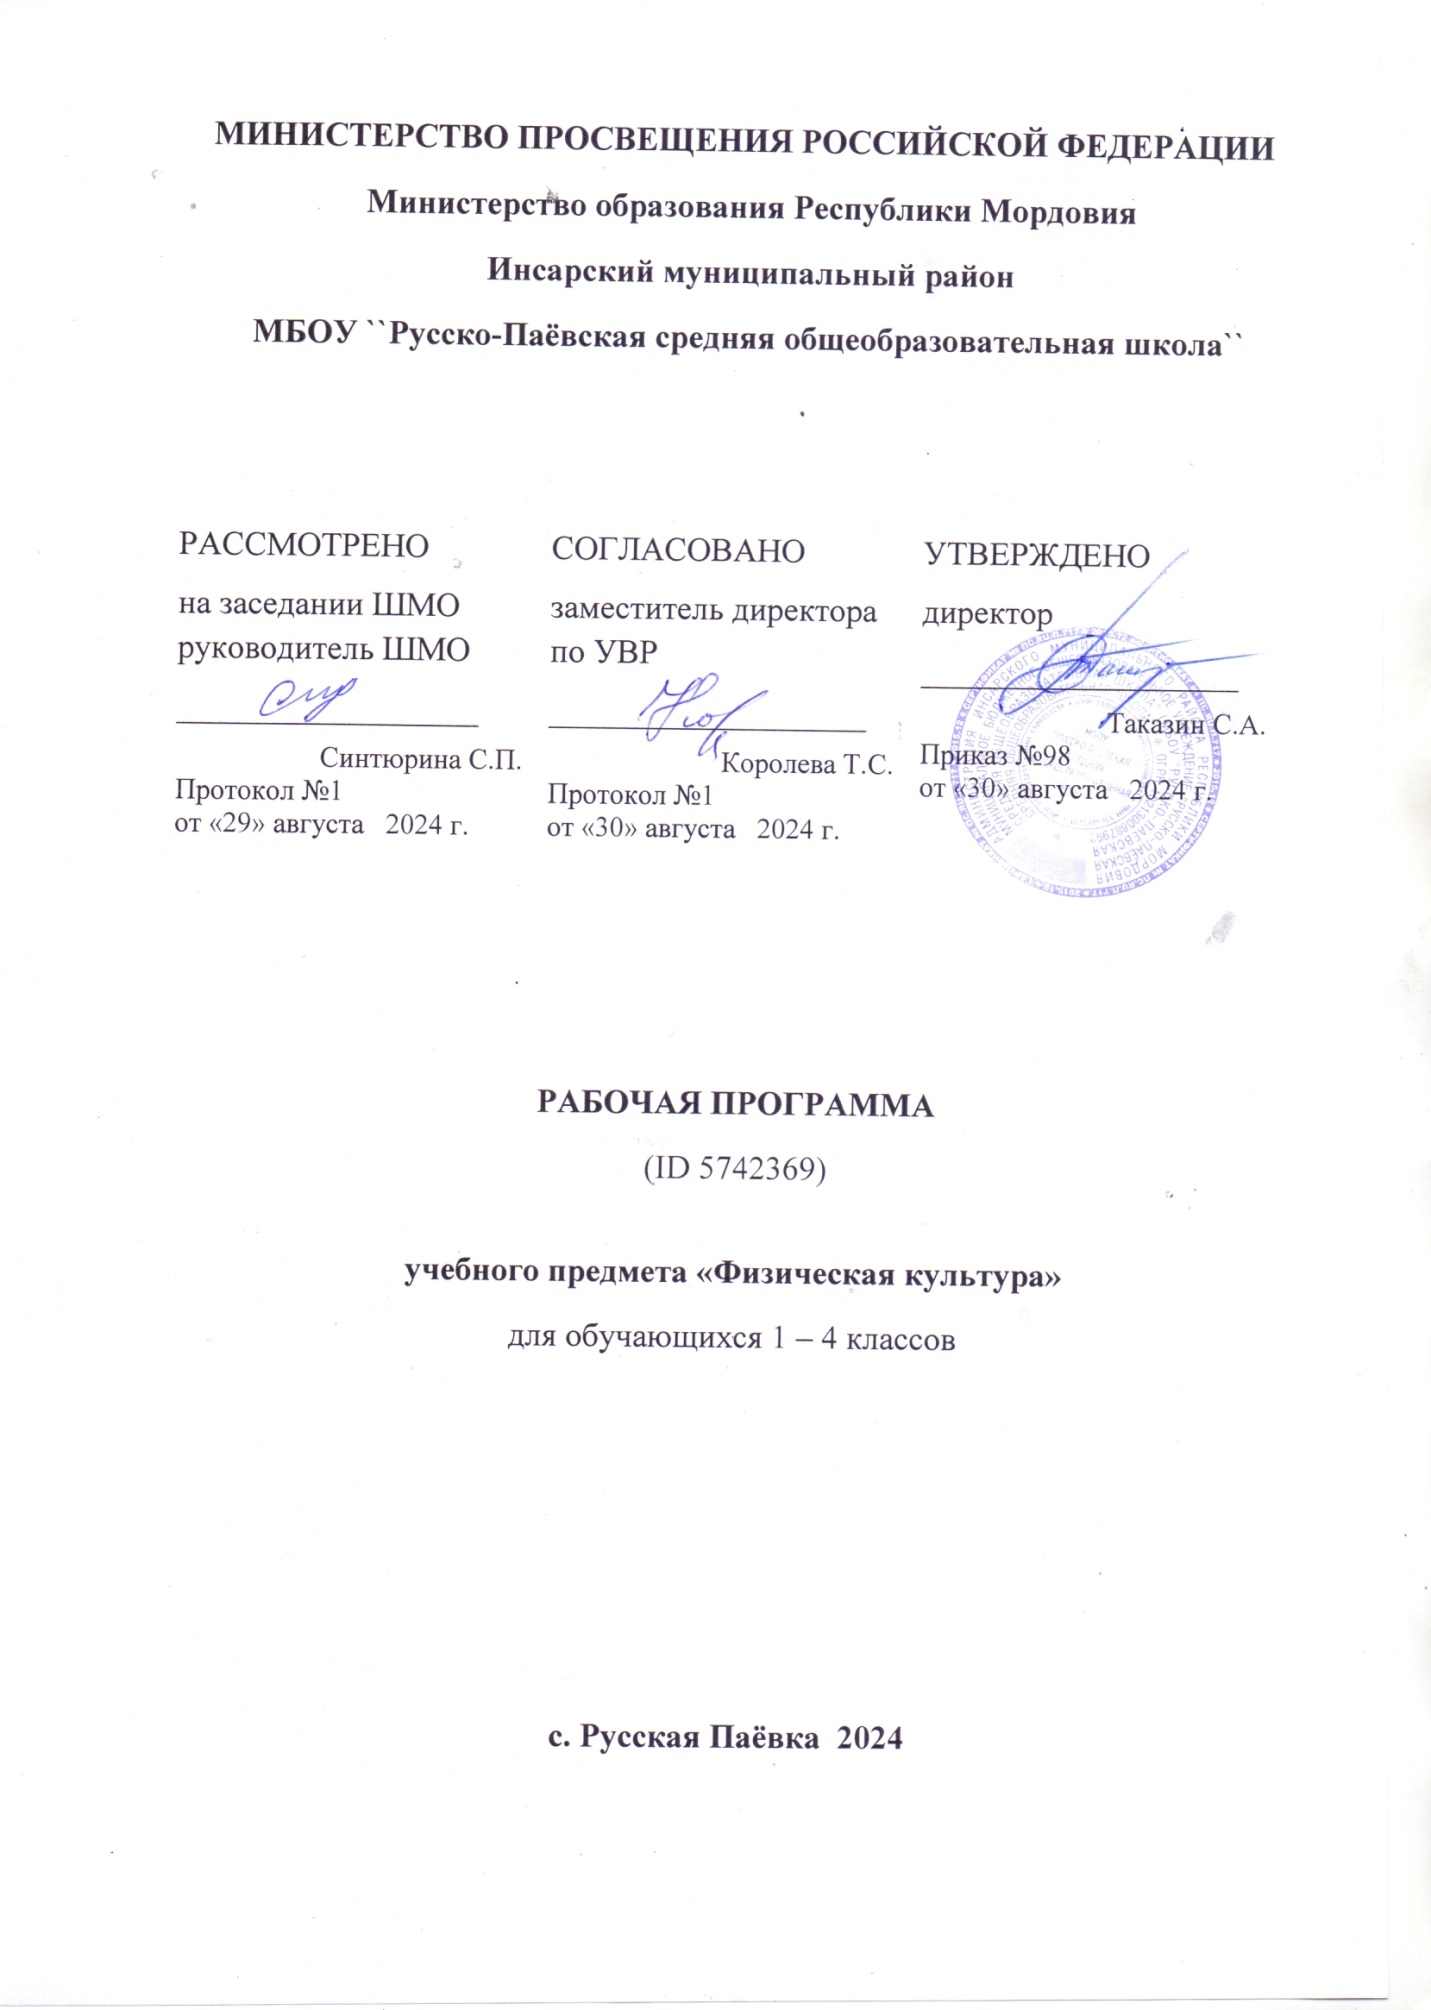 МИНИСТЕРСТВО ПРОСВЕЩЕНИЯ РОССИЙСКОЙ ФЕДЕРАЦИИ
Министерство образования Республики Мордовия
Инсарский муниципальный район
МБОУ ``Русско-Паёвская средняя общеобразовательная школа``
РАССМОТРЕНО
на заседании ШМО
руководитель ШМО
Синтюрина С.П.
Протокол №1
от «29» августа 2024 г.
СОГЛАСОВАНО
заместитель директора
по УВР
Королева Т.С.
Протокол №1
от «30» августа 2024 г.
УТВЕРЖДЕНО
директор
Таказин С.А.
Приказ №98
от «30» августа 2024 г.
РАБОЧАЯ ПРОГРАММА
(ID 5742369)
учебного предмета «Физическая культура»
для обучающихся 1 – 4 классов
с. Русская Паёвка 2024